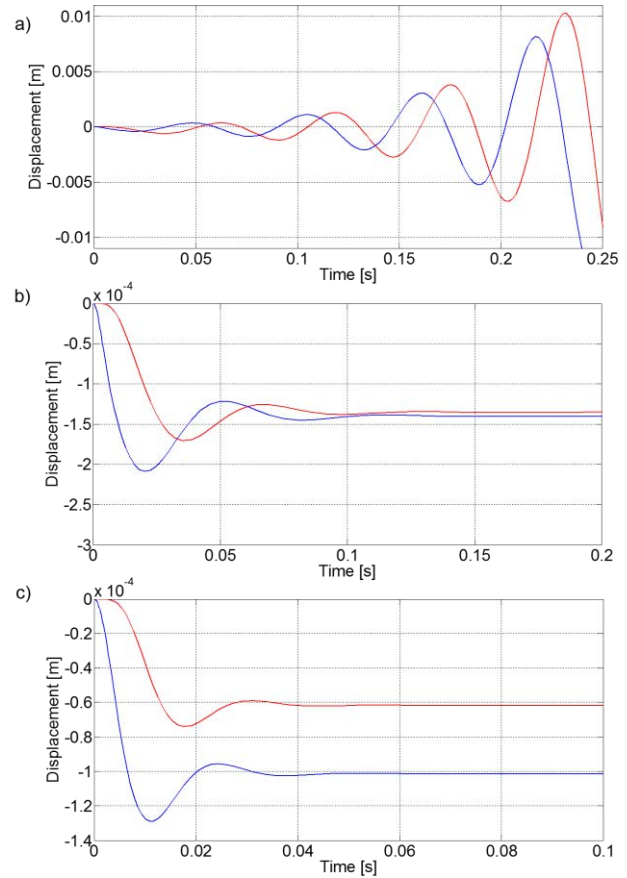 a)
0.01
0.005
0
-0.005
-0.01
Displacement [m]
0 0.05 0.1 0.15 0.2 0.25
Time [s]
b)
x 10⁻⁴
0
-0.5
-1
-1.5
-2
-2.5
-3
Displacement [m]
0 0.05 0.1 0.15 0.2
Time [s]
c)
x 10⁻⁴
0
-0.2
-0.4
-0.6
-0.8
-1
-1.2
-1.4
Displacement [m]
0 0.02 0.04 0.06 0.08 0.1
Time [s]